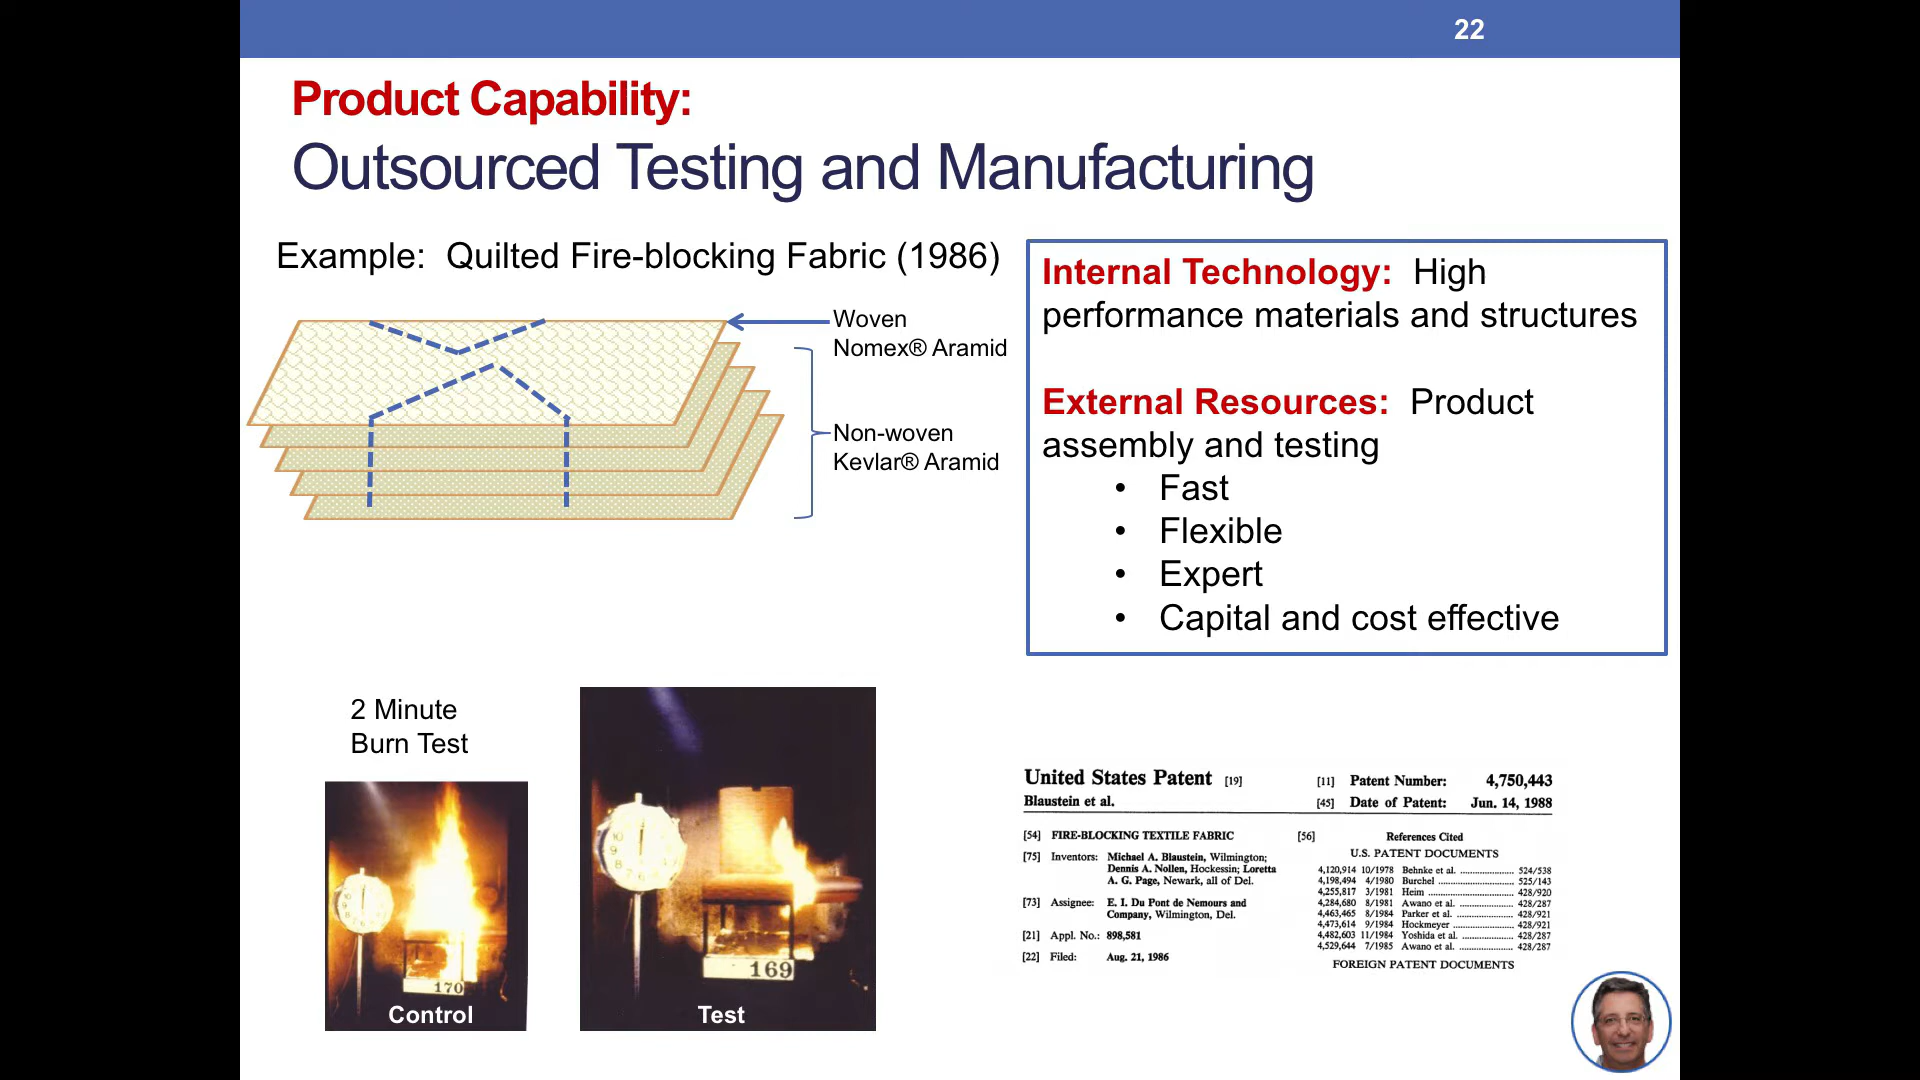 22
Product Capability:
Outsourced Testing and Manufacturing
Example: Quilted Fire-blocking Fabric (1986)
Woven
Nomex® Aramid
Non-woven
Kevlar® Aramid
Internal Technology: High
performance materials and structures
External Resources: Product
assembly and testing
• Fast
• Flexible
• Expert
• Capital and cost effective
2 Minute
Burn Test
170
Control
169
Test
United States Patent [19]
Blaustein et al.
[11] Patent Number: 4,750,443
[45] Date of Patent: Jun. 14, 1988
[54] FIRE-BLOCKING TEXTILE FABRIC
[75] Inventors: Michael A. Blaustein, Wilmington;
Dennis A. Nollen, Hockessin; Loretta
A. G. Page, Newark, all of Del.
[73] Assignee: E. I. Du Pont de Nemours and
Company, Wilmington, Del.
[21] Appl. No.: 898,581
[22] Filed: Aug. 21, 1986
[56] References Cited
U.S. PATENT DOCUMENTS
4,120,914 10/1978 Behnke et al. .................... 524/538
4,198,494 4/1980 Burchel ............................ 525/143
4,255,817 3/1981 Heim ................................ 428/920
4,284,680 8/1981 Awano et al. ..................... 428/287
4,463,465 8/1984 Parker et al. ..................... 428/921
4,473,614 9/1984 Hockmeyer ...................... 428/921
4,482,603 11/1984 Yoshida et al. .................. 428/287
4,529,644 7/1985 Awano et al. ..................... 428/287
FOREIGN PATENT DOCUMENTS